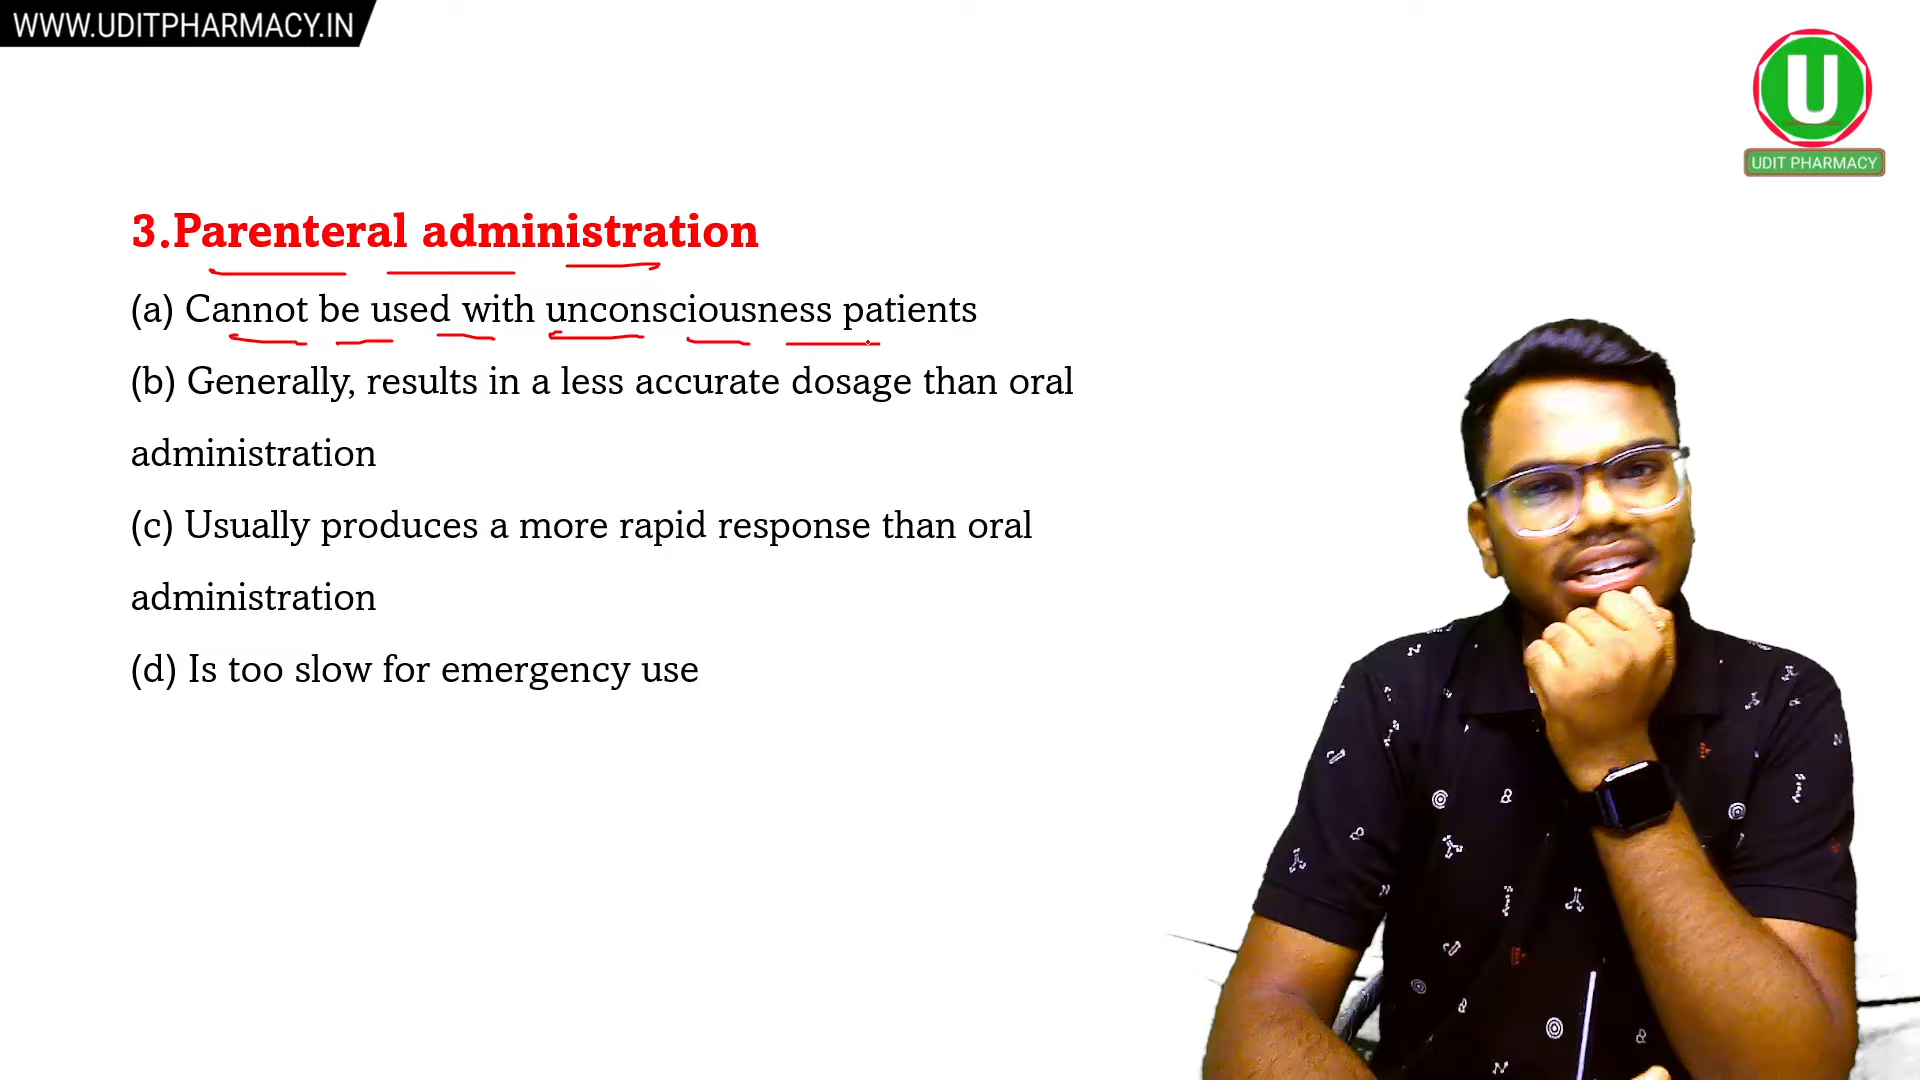 WWW.UDITPHARMACY.IN
U
UDIT PHARMACY
3.Parenteral administration
(a) Cannot be used with unconsciousness patients
(b) Generally, results in a less accurate dosage than oral
administration
(c) Usually produces a more rapid response than oral
administration
(d) Is too slow for emergency use